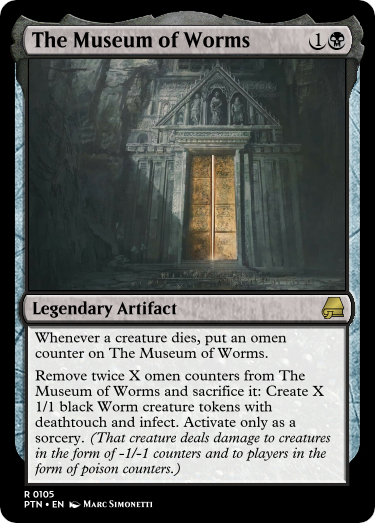 The Museum of Worms 1
Legendary Artifact
Whenever a creature dies, put an omen
counter on The Museum of Worms.
Remove twice X omen counters from The
Museum of Worms and sacrifice it: Create X
1/1 black Worm creature tokens with
deathtouch and infect. Activate only as a
sorcery. (That creature deals damage to creatures
in the form of -1/-1 counters and to players in the
form of poison counters.)
R 0105
PTN • EN Marc Simonetti